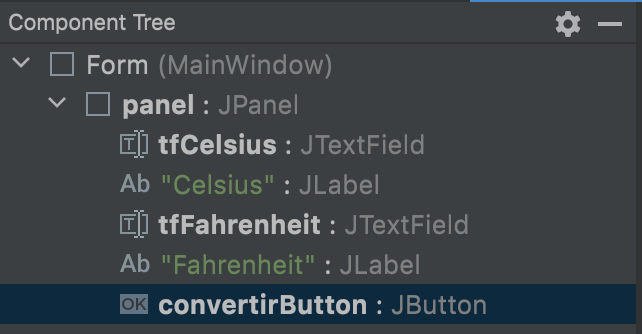 Component Tree
Form (MainWindow)
panel : JPanel
tfCelsius : JTextField
Ab "Celsius" : JLabel
tfFahrenheit : JTextField
Ab "Fahrenheit" : JLabel
OK convertirButton : JButton